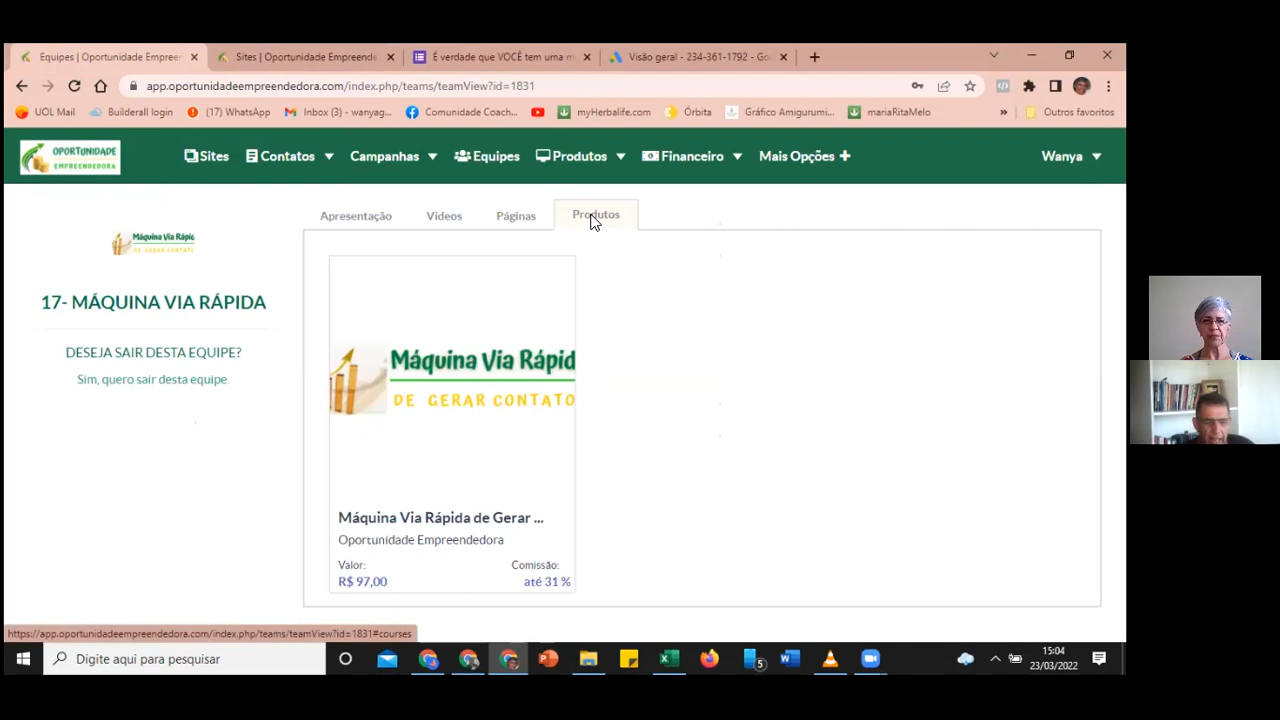 Equipes | Oportunidade Empreer
Sites | Oportunidade Empreende
É verdade que VOCÊ tem uma m
Visão geral - 234-361-1792 - Go
app.oportunidadeempreendedora.com/index.php/teams/teamView?id=1831
UOL Mail
Builderall login
(17) WhatsApp
Inbox (3) - wanyag...
Comunidade Coach...
myHerbalife.com
Órbita
Gráfico Amigurumi...
mariaRitaMelo
»
Outros favoritos
OPORTUNIDADE
EMPREENDEDORA
Sites
Contatos
Campanhas
Equipes
Produtos
Financeiro
Mais Opções +
Wanya
Apresentação
Vídeos
Páginas
Produtos
Máquina Via Rápid
DE GERAR CONTATO
17- MÁQUINA VIA RÁPIDA
DESEJA SAIR DESTA EQUIPE?
Sim, quero sair desta equipe.
Máquina Via Rápid
DE GERAR CONTATO
Máquina Via Rápida de Gerar ...
Oportunidade Empreendedora
Valor:
Comissão:
R$ 97,00
até 31 %
https://app.oportunidadeempreendedora.com/index.php/teams/teamView?id=1831#courses
Digite aqui para pesquisar
5
15:04
23/03/2022